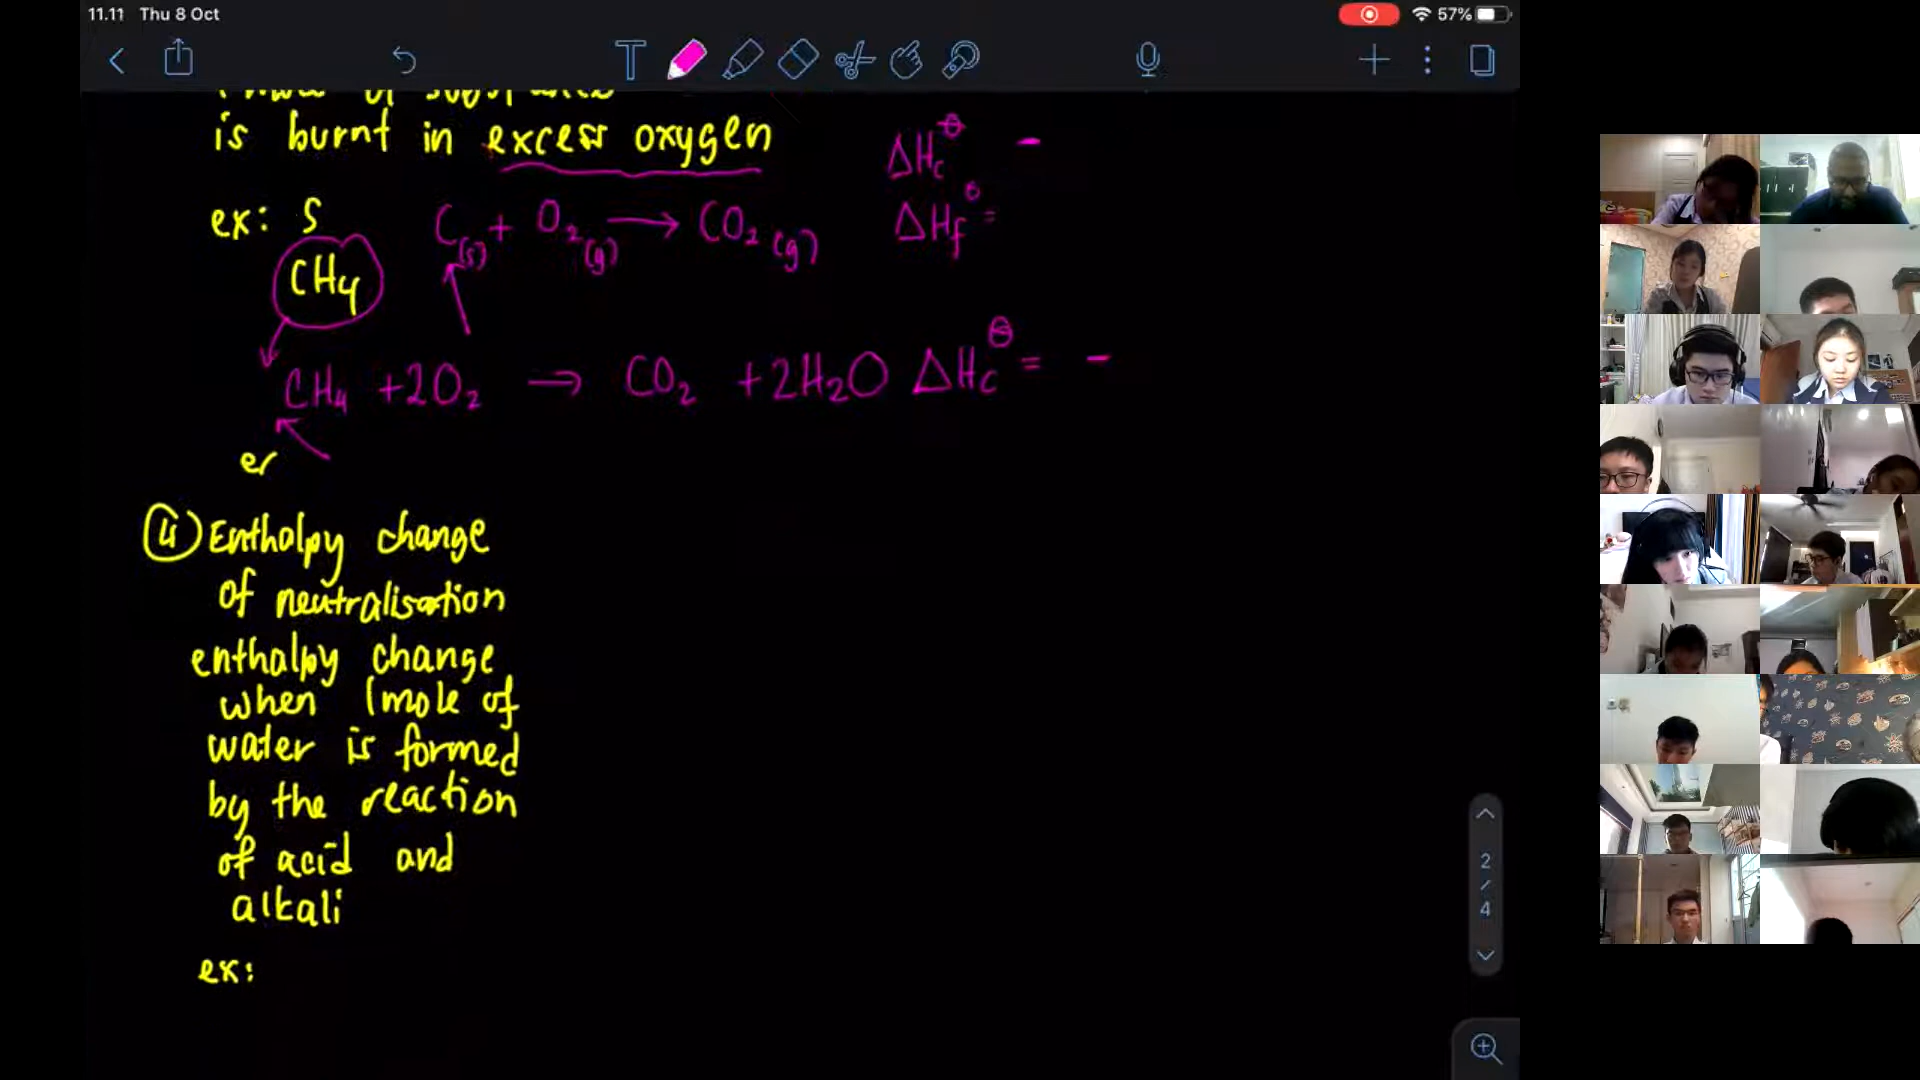 11.11 Thu 8 Oct
57%
is burnt in excess oxygen
ΔHc⦵ -
ex: S
C(s) + O₂(g) → CO₂(g)
ΔHf⦵ =
CH₄
CH₄ + 2O₂ → CO₂ + 2H₂O ΔHc⦵ = -
er
④ Enthalpy change
of neutralisation
enthalpy change
when 1 mole of
water is formed
by the reaction
of acid and
alkali
ex:
2
/
4